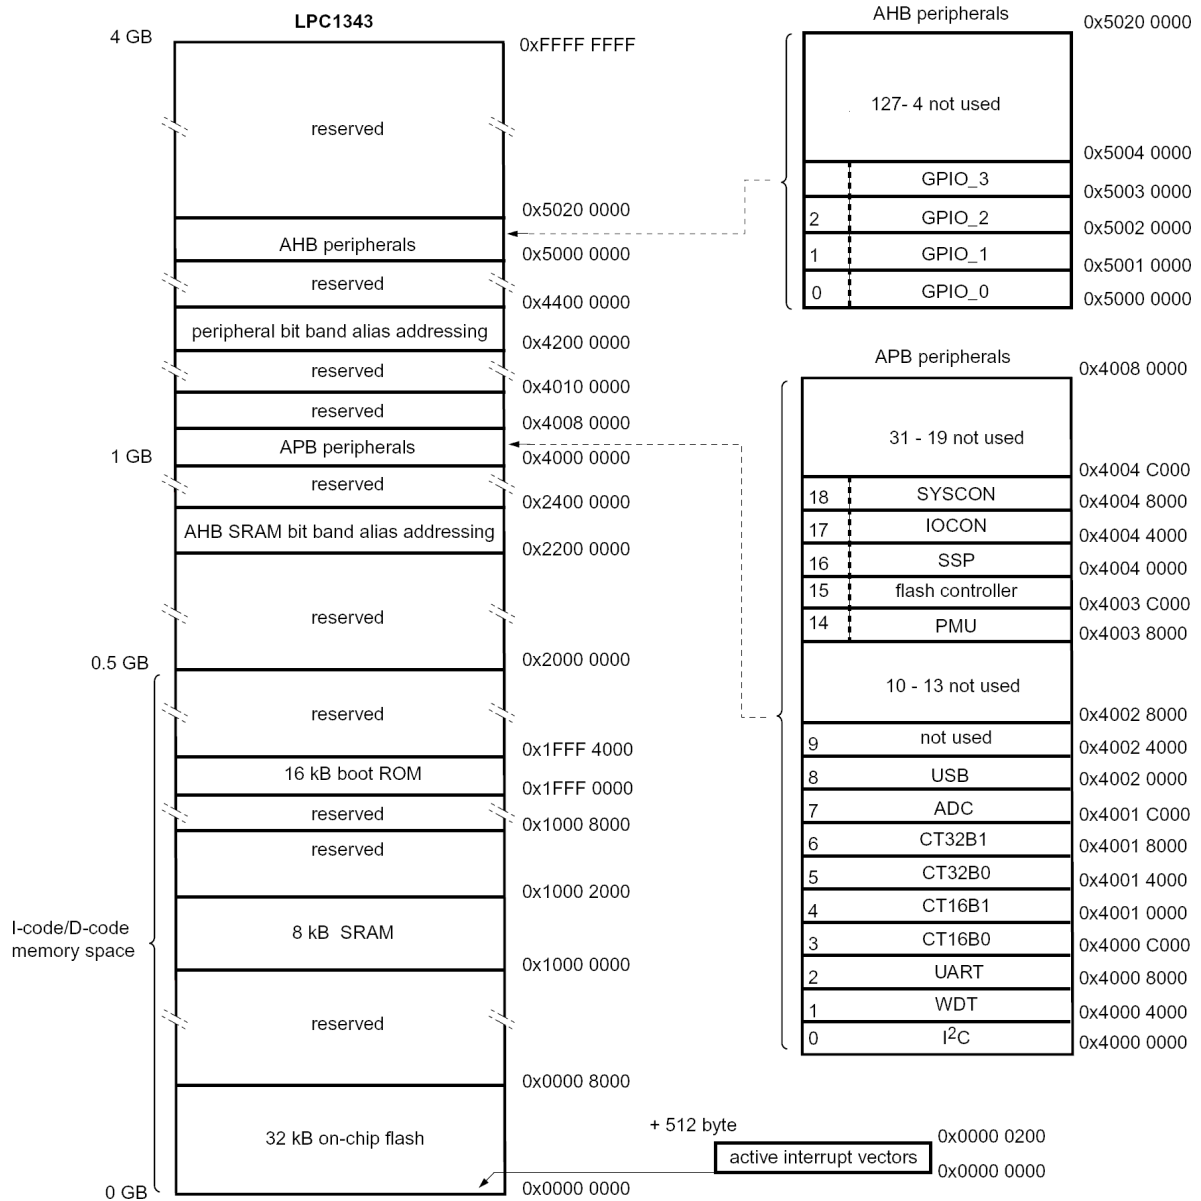 LPC1343
4 GB
0xFFFF FFFF
reserved
0x5020 0000
AHB peripherals
0x5000 0000
reserved
0x4400 0000
peripheral bit band alias addressing
0x4200 0000
reserved
0x4010 0000
reserved
0x4008 0000
APB peripherals
1 GB
0x4000 0000
reserved
0x2400 0000
AHB SRAM bit band alias addressing
0x2200 0000
reserved
0.5 GB
0x2000 0000
reserved
0x1FFF 4000
16 kB boot ROM
0x1FFF 0000
reserved
0x1000 8000
reserved
0x1000 2000
I-code/D-code
memory space
8 kB SRAM
0x1000 0000
reserved
0x0000 8000
32 kB on-chip flash
0 GB
0x0000 0000
AHB peripherals
0x5020 0000
127- 4 not used
0x5004 0000
GPIO_3
0x5003 0000
2 GPIO_2
0x5002 0000
1 GPIO_1
0x5001 0000
0 GPIO_0
0x5000 0000
APB peripherals
0x4008 0000
31 - 19 not used
0x4004 C000
18 SYSCON
0x4004 8000
17 IOCON
0x4004 4000
16 SSP
0x4004 0000
15 flash controller
0x4003 C000
14 PMU
0x4003 8000
10 - 13 not used
0x4002 8000
9 not used
0x4002 4000
8 USB
0x4002 0000
7 ADC
0x4001 C000
6 CT32B1
0x4001 8000
5 CT32B0
0x4001 4000
4 CT16B1
0x4001 0000
3 CT16B0
0x4000 C000
2 UART
0x4000 8000
1 WDT
0x4000 4000
0 I²C
0x4000 0000
+ 512 byte
0x0000 0200
active interrupt vectors
0x0000 0000